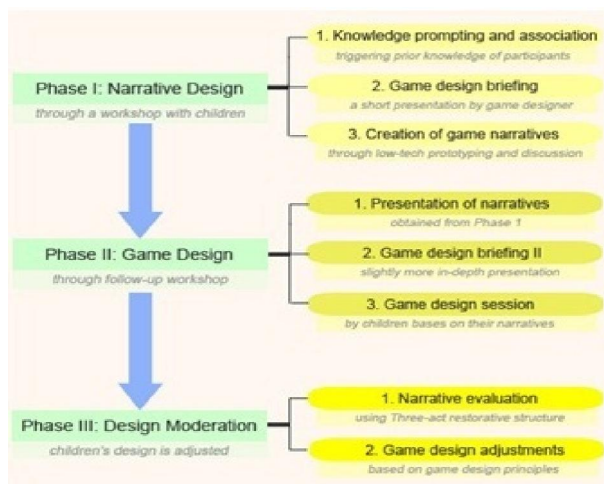 1. Knowledge prompting and association
triggering prior knowledge of participants
Phase I: Narrative Design
through a workshop with children
2. Game design briefing
a short presentation by game designer
3. Creation of game narratives
through low-tech prototyping and discussion
1. Presentation of narratives
obtained from Phase 1
Phase II: Game Design
through follow-up workshop
2. Game design briefing II
slightly more in-depth presentation
3. Game design session
by children bases on their narratives
Phase III: Design Moderation
children's design is adjusted
1. Narrative evaluation
using Three-act restorative structure
2. Game design adjustments
based on game design principles